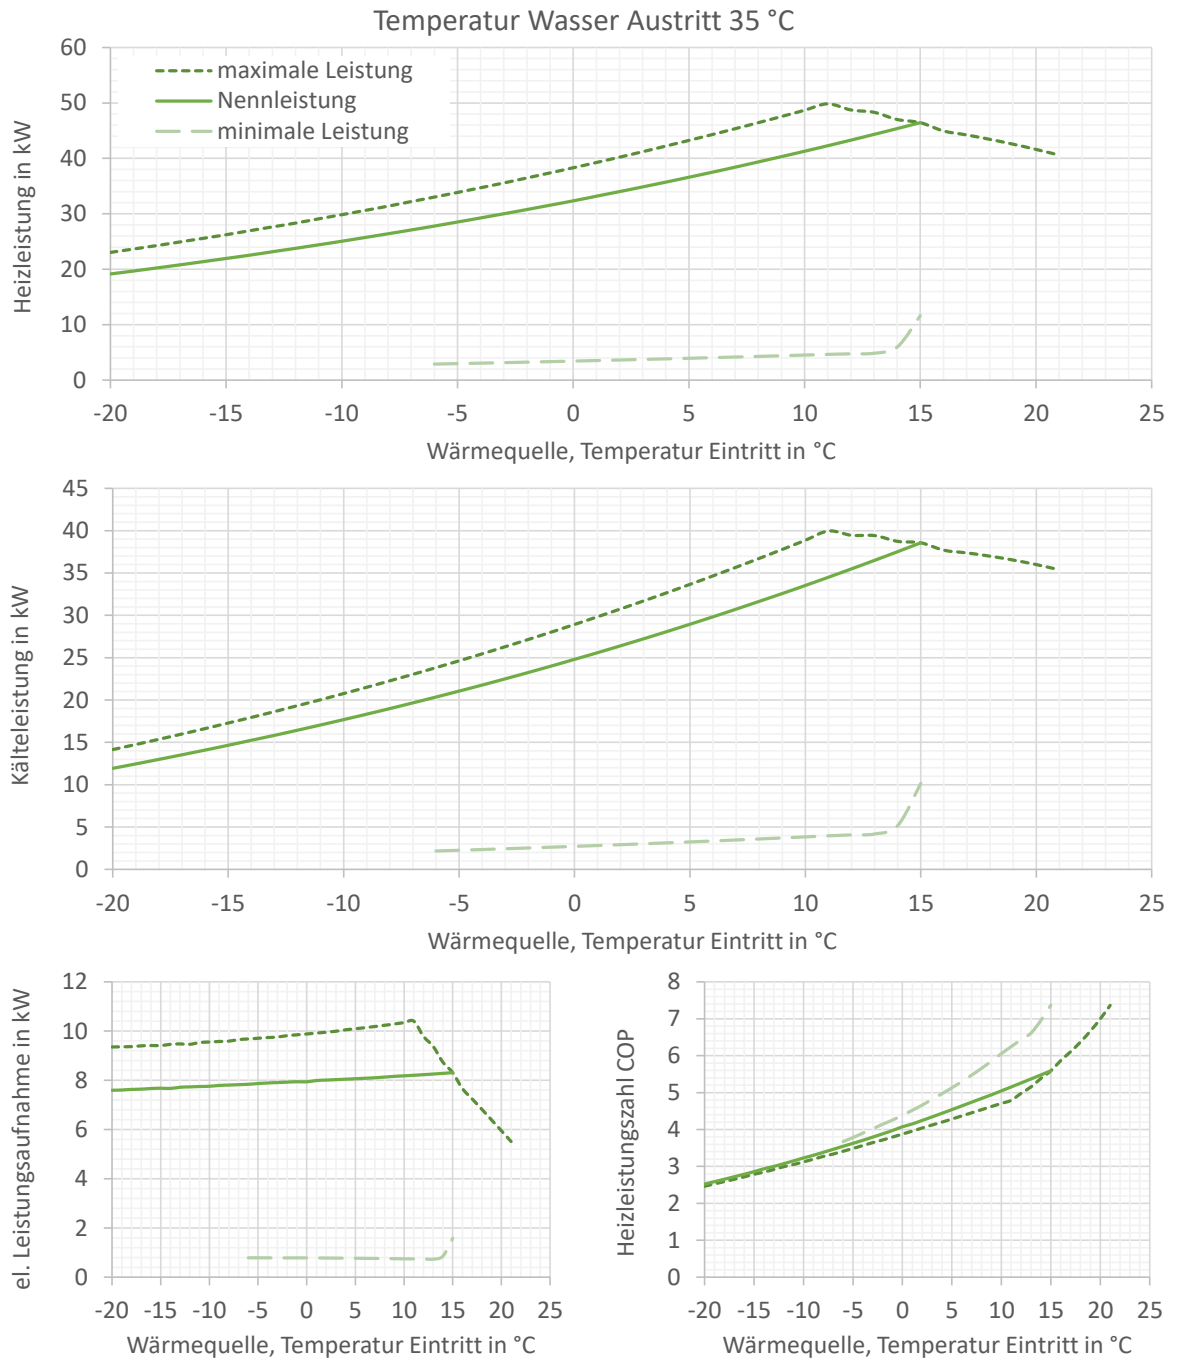 Temperatur Wasser Austritt 35 °C
60
50
40
30
20
10
0
Heizleistung in kW
maximale Leistung
Nennleistung
minimale Leistung
-20 -15 -10 -5 0 5 10 15 20 25
Wärmequelle, Temperatur Eintritt in °C
45
40
35
30
25
20
15
10
5
0
Kälteleistung in kW
-20 -15 -10 -5 0 5 10 15 20 25
Wärmequelle, Temperatur Eintritt in °C
12
10
8
6
4
2
0
el. Leistungsaufnahme in kW
-20 -15 -10 -5 0 5 10 15 20 25
Wärmequelle, Temperatur Eintritt in °C
8
7
6
5
4
3
2
1
0
Heizleistungszahl COP
-20 -15 -10 -5 0 5 10 15 20 25
Wärmequelle, Temperatur Eintritt in °C